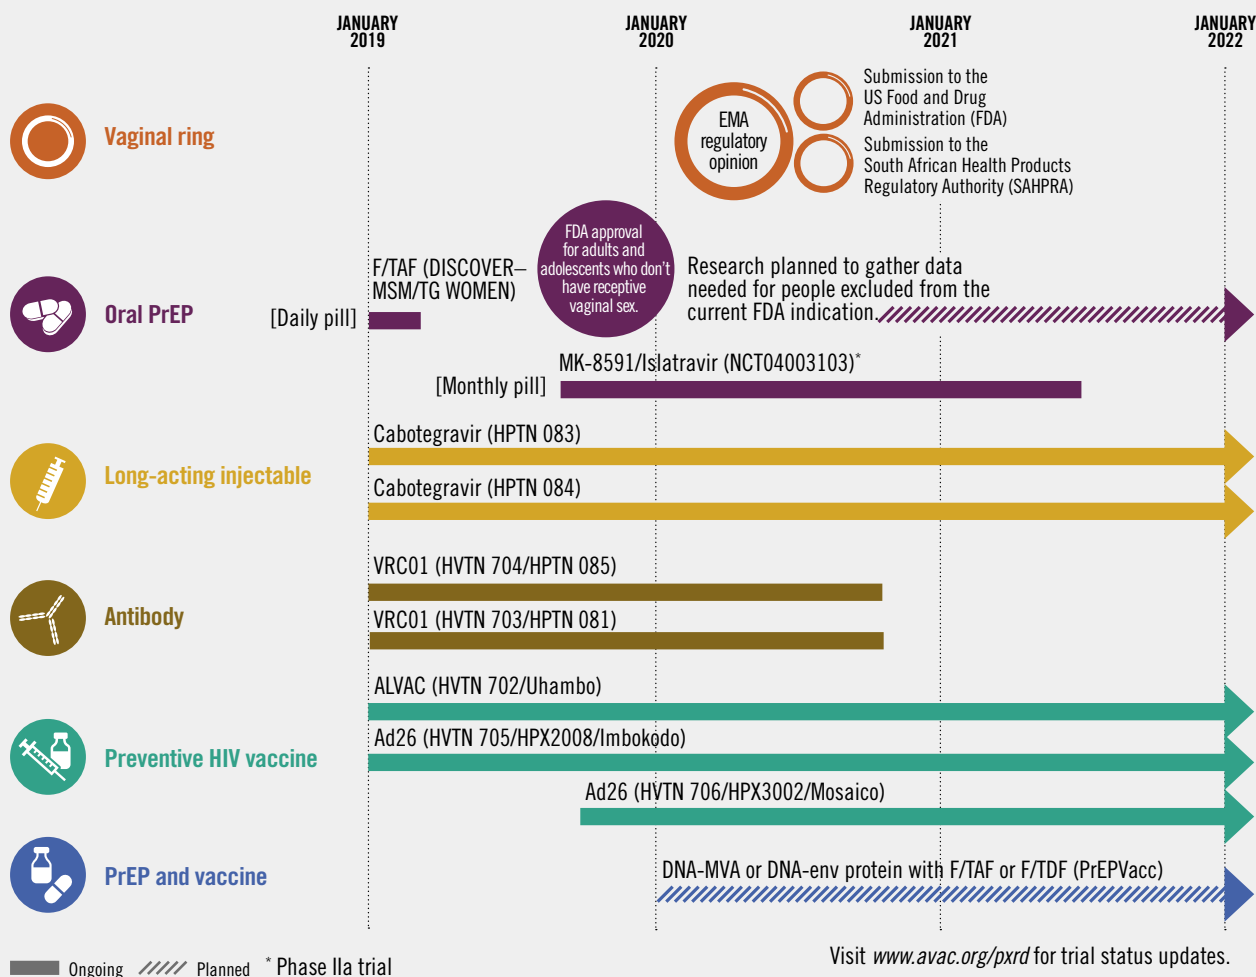 JANUARY
2019
JANUARY
2020
JANUARY
2021
JANUARY
2022
Vaginal ring
EMA
regulatory
opinion
Submission to the
US Food and Drug
Administration (FDA)
Submission to the
South African Health Products
Regulatory Authority (SAHPRA)
Oral PrEP
[Daily pill]
F/TAF (DISCOVER–
MSM/TG WOMEN)
FDA approval
for adults and
adolescents who don't
have receptive
vaginal sex.
Research planned to gather data
needed for people excluded from the
current FDA indication.
[Monthly pill]
MK-8591/Islatravir (NCT04003103)*
Long-acting injectable
Cabotegravir (HPTN 083)
Cabotegravir (HPTN 084)
Antibody
VRC01 (HVTN 704/HPTN 085)
VRC01 (HVTN 703/HPTN 081)
Preventive HIV vaccine
ALVAC (HVTN 702/Uhambo)
Ad26 (HVTN 705/HPX2008/Imbokodo)
Ad26 (HVTN 706/HPX3002/Mosaico)
PrEP and vaccine
DNA-MVA or DNA-env protein with F/TAF or F/TDF (PrEPVacc)
Ongoing Planned * Phase IIa trial
Visit www.avac.org/pxrd for trial status updates.